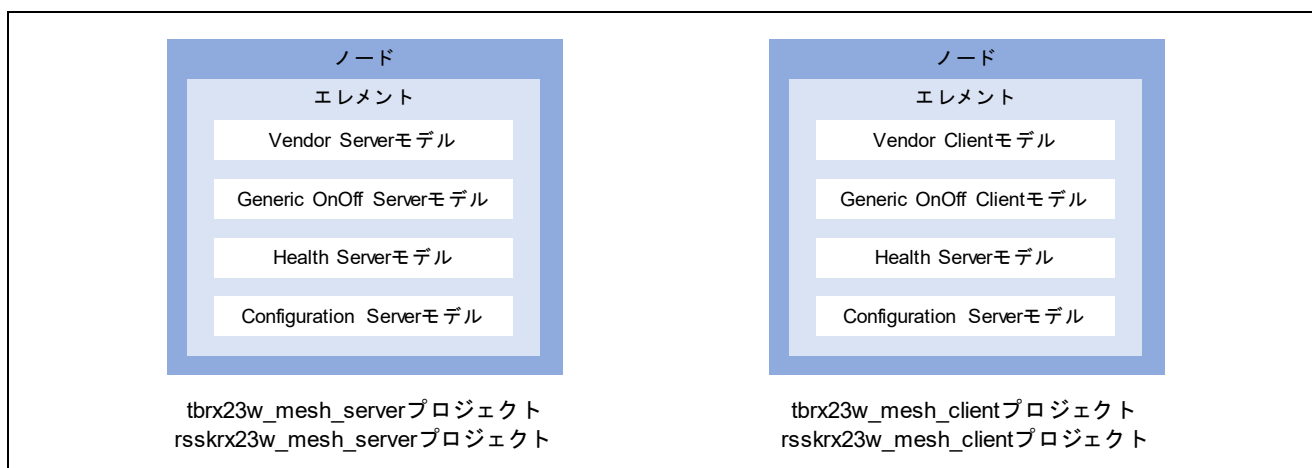 ノード
エレメント
Vendor Serverモデル
Generic OnOff Serverモデル
Health Serverモデル
Configuration Serverモデル
tbrx23w_mesh_serverプロジェクト
rsskrx23w_mesh_serverプロジェクト
ノード
エレメント
Vendor Clientモデル
Generic OnOff Clientモデル
Health Serverモデル
Configuration Serverモデル
tbrx23w_mesh_clientプロジェクト
rsskrx23w_mesh_clientプロジェクト